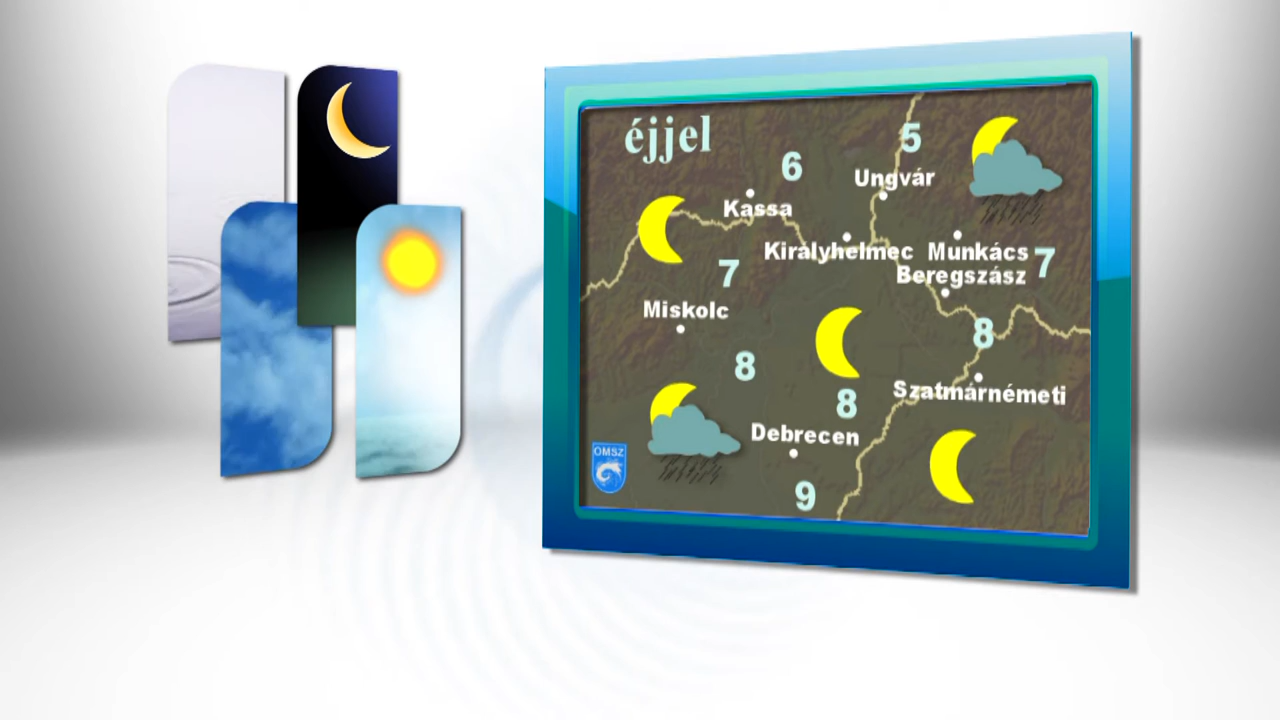 éjjel
5
6
Ungvár
Kassa
Királyhelmec
Munkács
7
7
Beregszász
Miskolc
8
8
Szatmárnémeti
8
Debrecen
OMSZ
9